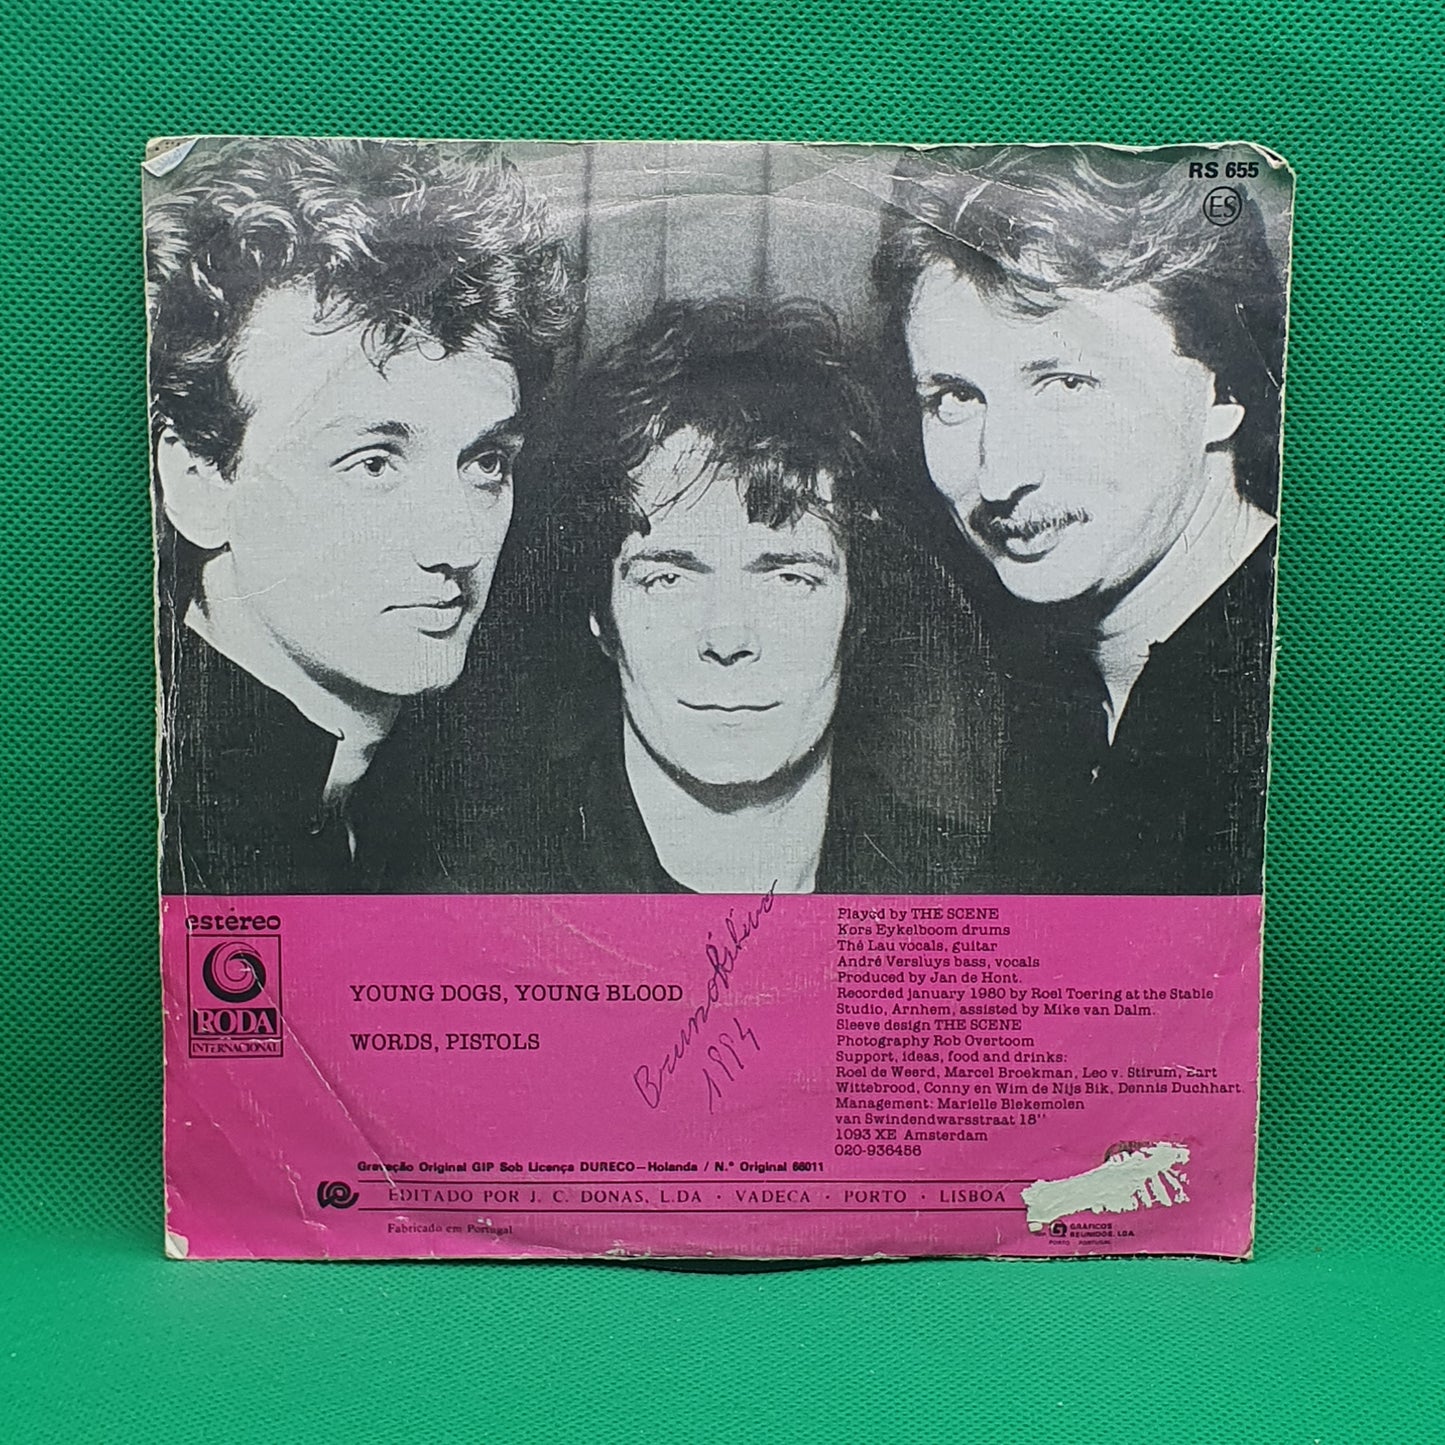 RS 655
ES
estéreo
RODA
INTERNACIONAL
YOUNG DOGS, YOUNG BLOOD
WORDS, PISTOLS
1984
Played by THE SCENE
Kors Eykelboom drums
Thé Lau vocals, guitar
André Versluys bass, vocals
Produced by Jan de Hont.
Recorded january 1980 by Roel Toering at the Stable
Studio, Arnhem, assisted by Mike van Dalm.
Sleeve design THE SCENE
Photography Rob Overtoom
Support, ideas, food and drinks:
Roel de Weerd, Marcel Broekman, Leo v. Stirum, Bart
Wittebrood, Conny en Wim de Nijs Bik, Dennis Duchhart.
Management: Marielle Blekemolen
van Swindendwarsstraat 18''
1093 XE Amsterdam
020-936456
Gravação Original GIP Sob Licença DURECO—Holanda / N.º Original 66011
EDITADO POR J. C. DONAS, L.DA · VADECA · PORTO · LISBOA
Fabricado em Portugal
GRÁFICOS
REUNIDOS, LDA
PORTO - PORTUGAL